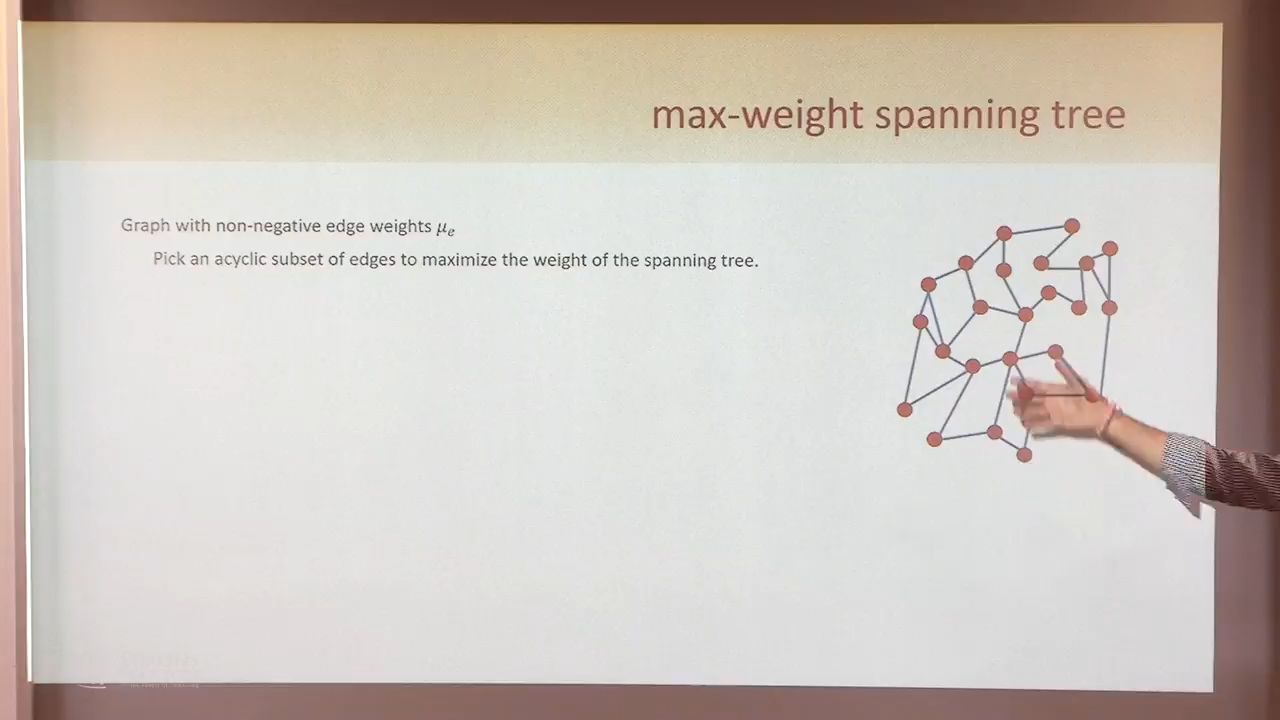 max-weight spanning tree
Graph with non-negative edge weights μₑ
Pick an acyclic subset of edges to maximize the weight of the spanning tree.